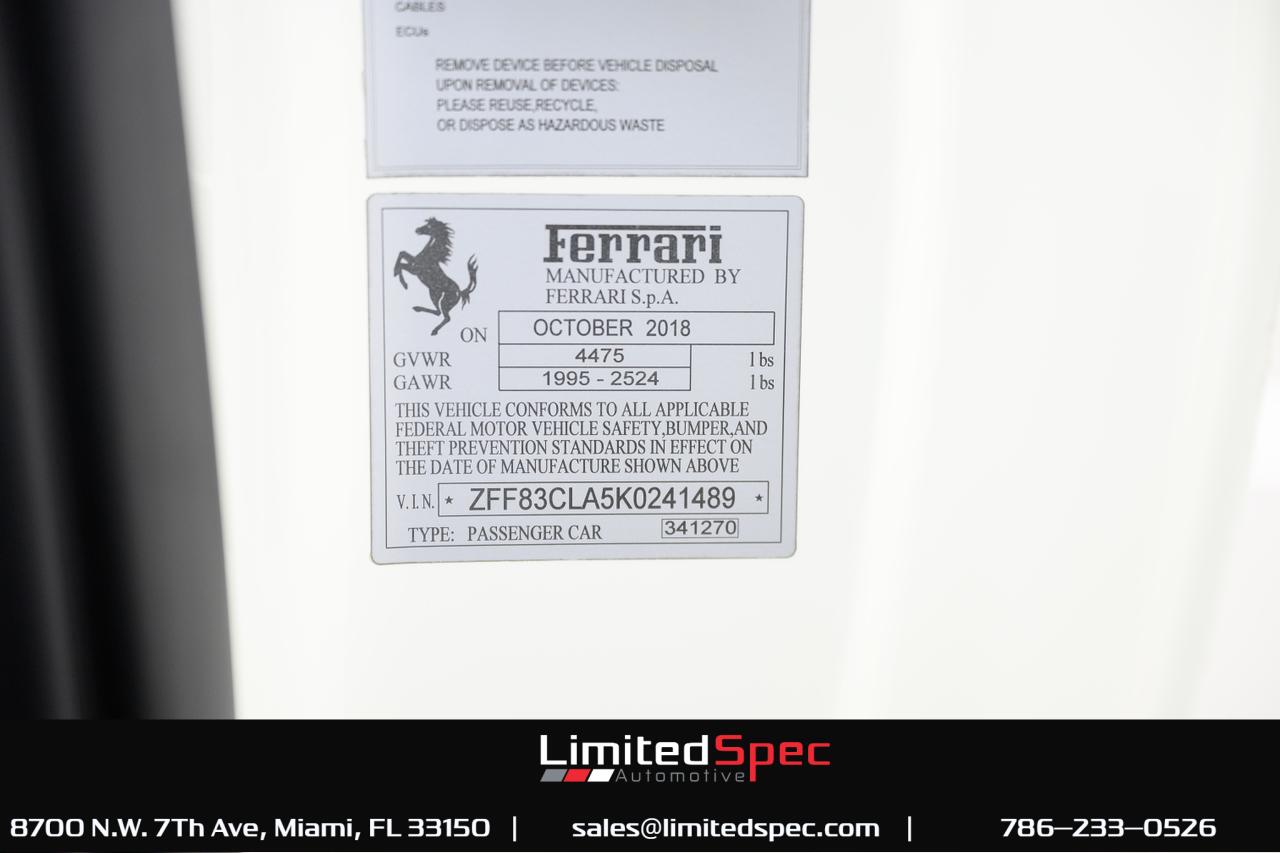 CABLES
ECUs
REMOVE DEVICE BEFORE VEHICLE DISPOSAL
UPON REMOVAL OF DEVICES:
PLEASE REUSE,RECYCLE,
OR DISPOSE AS HAZARDOUS WASTE
Ferrari
MANUFACTURED BY
FERRARI S.p.A.
ON OCTOBER 2018
GVWR 4475 lbs
GAWR 1995 - 2524 lbs
THIS VEHICLE CONFORMS TO ALL APPLICABLE
FEDERAL MOTOR VEHICLE SAFETY,BUMPER,AND
THEFT PREVENTION STANDARDS IN EFFECT ON
THE DATE OF MANUFACTURE SHOWN ABOVE
V.I.N. * ZFF83CLA5K0241489 *
TYPE: PASSENGER CAR 341270
LimitedSpec
Automotive
8700 N.W. 7Th Ave, Miami, FL 33150 | sales@limitedspec.com | 786-233-0526